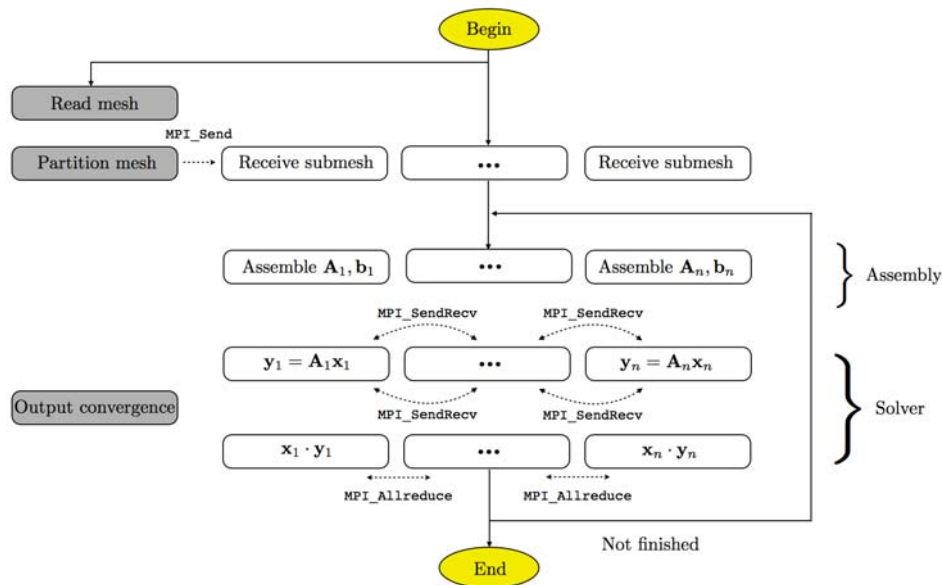 Begin
Read mesh
MPI_Send
Partition mesh
Receive submesh
•••
Receive submesh
Assemble A₁, b₁
•••
Assemble Aₙ, bₙ
Assembly
MPI_SendRecv
MPI_SendRecv
y₁ = A₁x₁
•••
yₙ = Aₙxₙ
Output convergence
MPI_SendRecv
MPI_SendRecv
Solver
x₁ · y₁
•••
xₙ · yₙ
MPI_Allreduce
MPI_Allreduce
Not finished
End